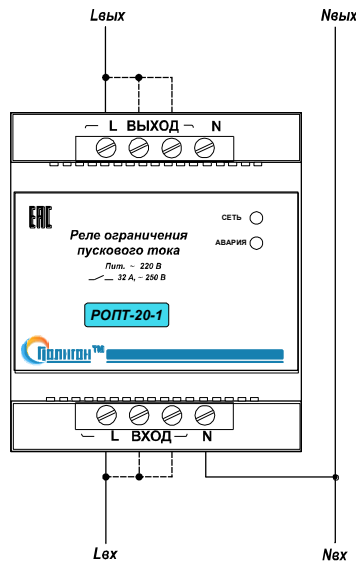 Lвых Nвых
L ВЫХОД N
ЕАС
СЕТЬ
АВАРИЯ
Реле ограничения
пускового тока
Пит. ~ 220 В
32 А, ~ 250 В
РОПТ-20-1
Полигон™
L ВХОД N
Lвх Nвх